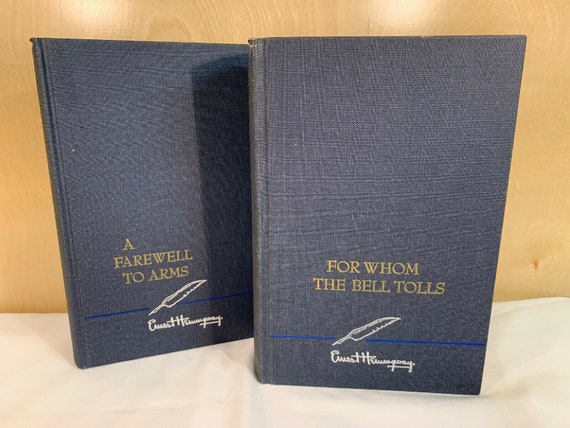 A
FAREWELL
TO ARMS
Ernest Hemingway
FOR WHOM
THE BELL TOLLS
Ernest Hemingway